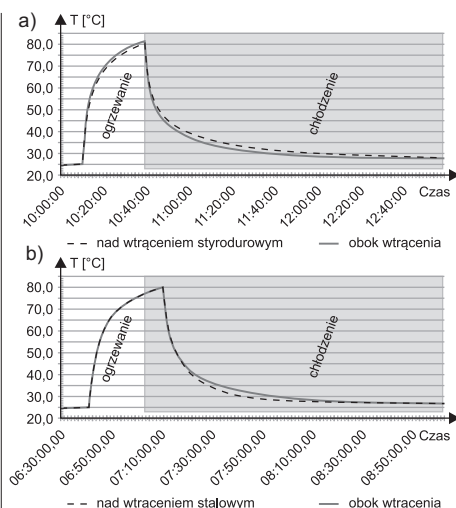 a)
T [°C]
80,0
70,0
60,0
50,0
40,0
30,0
20,0
ogrzewanie
chłodzenie
10:00:00
10:20:00
10:40:00
11:00:00
11:20:00
11:40:00
12:00:00
12:20:00
12:40:00
Czas
nad wtrąceniem styrodurowym
obok wtrącenia
b)
T [°C]
80,0
70,0
60,0
50,0
40,0
30,0
20,0
ogrzewanie
chłodzenie
06:30:00,00
06:50:00,00
07:10:00,00
07:30:00,00
07:50:00,00
08:10:00,00
08:30:00,00
08:50:00,00
Czas
nad wtraceniem stalowym
obok wtracenia